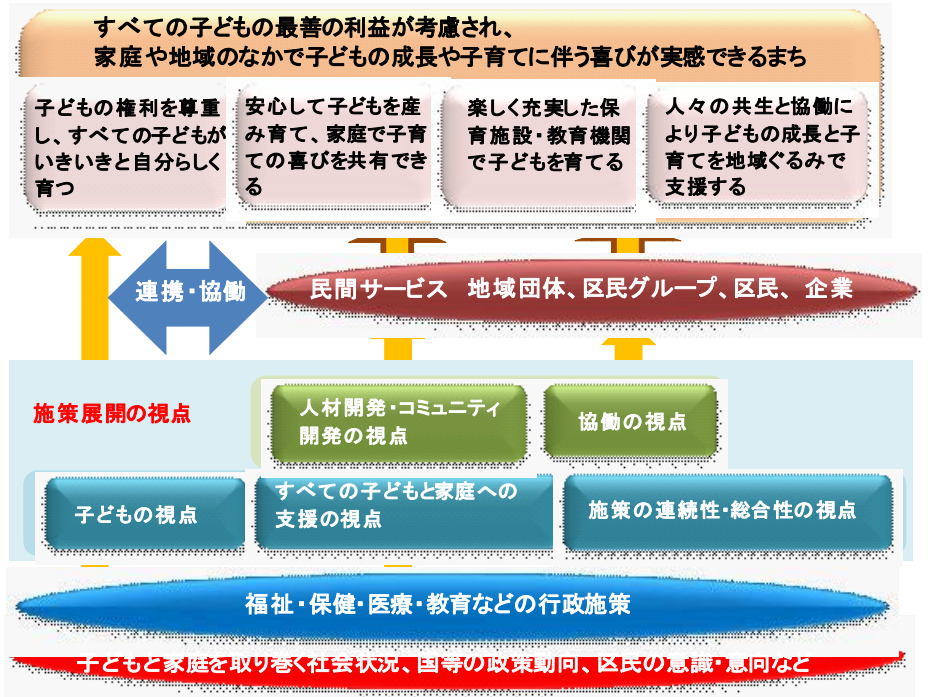 すべての子どもの最善の利益が考慮され、
家庭や地域のなかで子どもの成長や子育てに伴う喜びが実感できるまち
子どもの権利を尊重
し、すべての子どもが
いきいきと自分らしく
育つ
安心して子どもを産
み育て、家庭で子育
ての喜びを共有でき
る
楽しく充実した保
育施設・教育機関
で子どもを育てる
人々の共生と協働に
より子どもの成長と子
育てを地域ぐるみで
支援する
連携・協働
民間サービス 地域団体、区民グループ、区民、企業
施策展開の視点
人材開発・コミュニティ
開発の視点
協働の視点
子どもの視点
すべての子どもと家庭への
支援の視点
施策の連続性・総合性の視点
福祉・保健・医療・教育などの行政施策
子どもと家庭を取り巻く社会状況、国等の政策動向、区民の意識・意向など